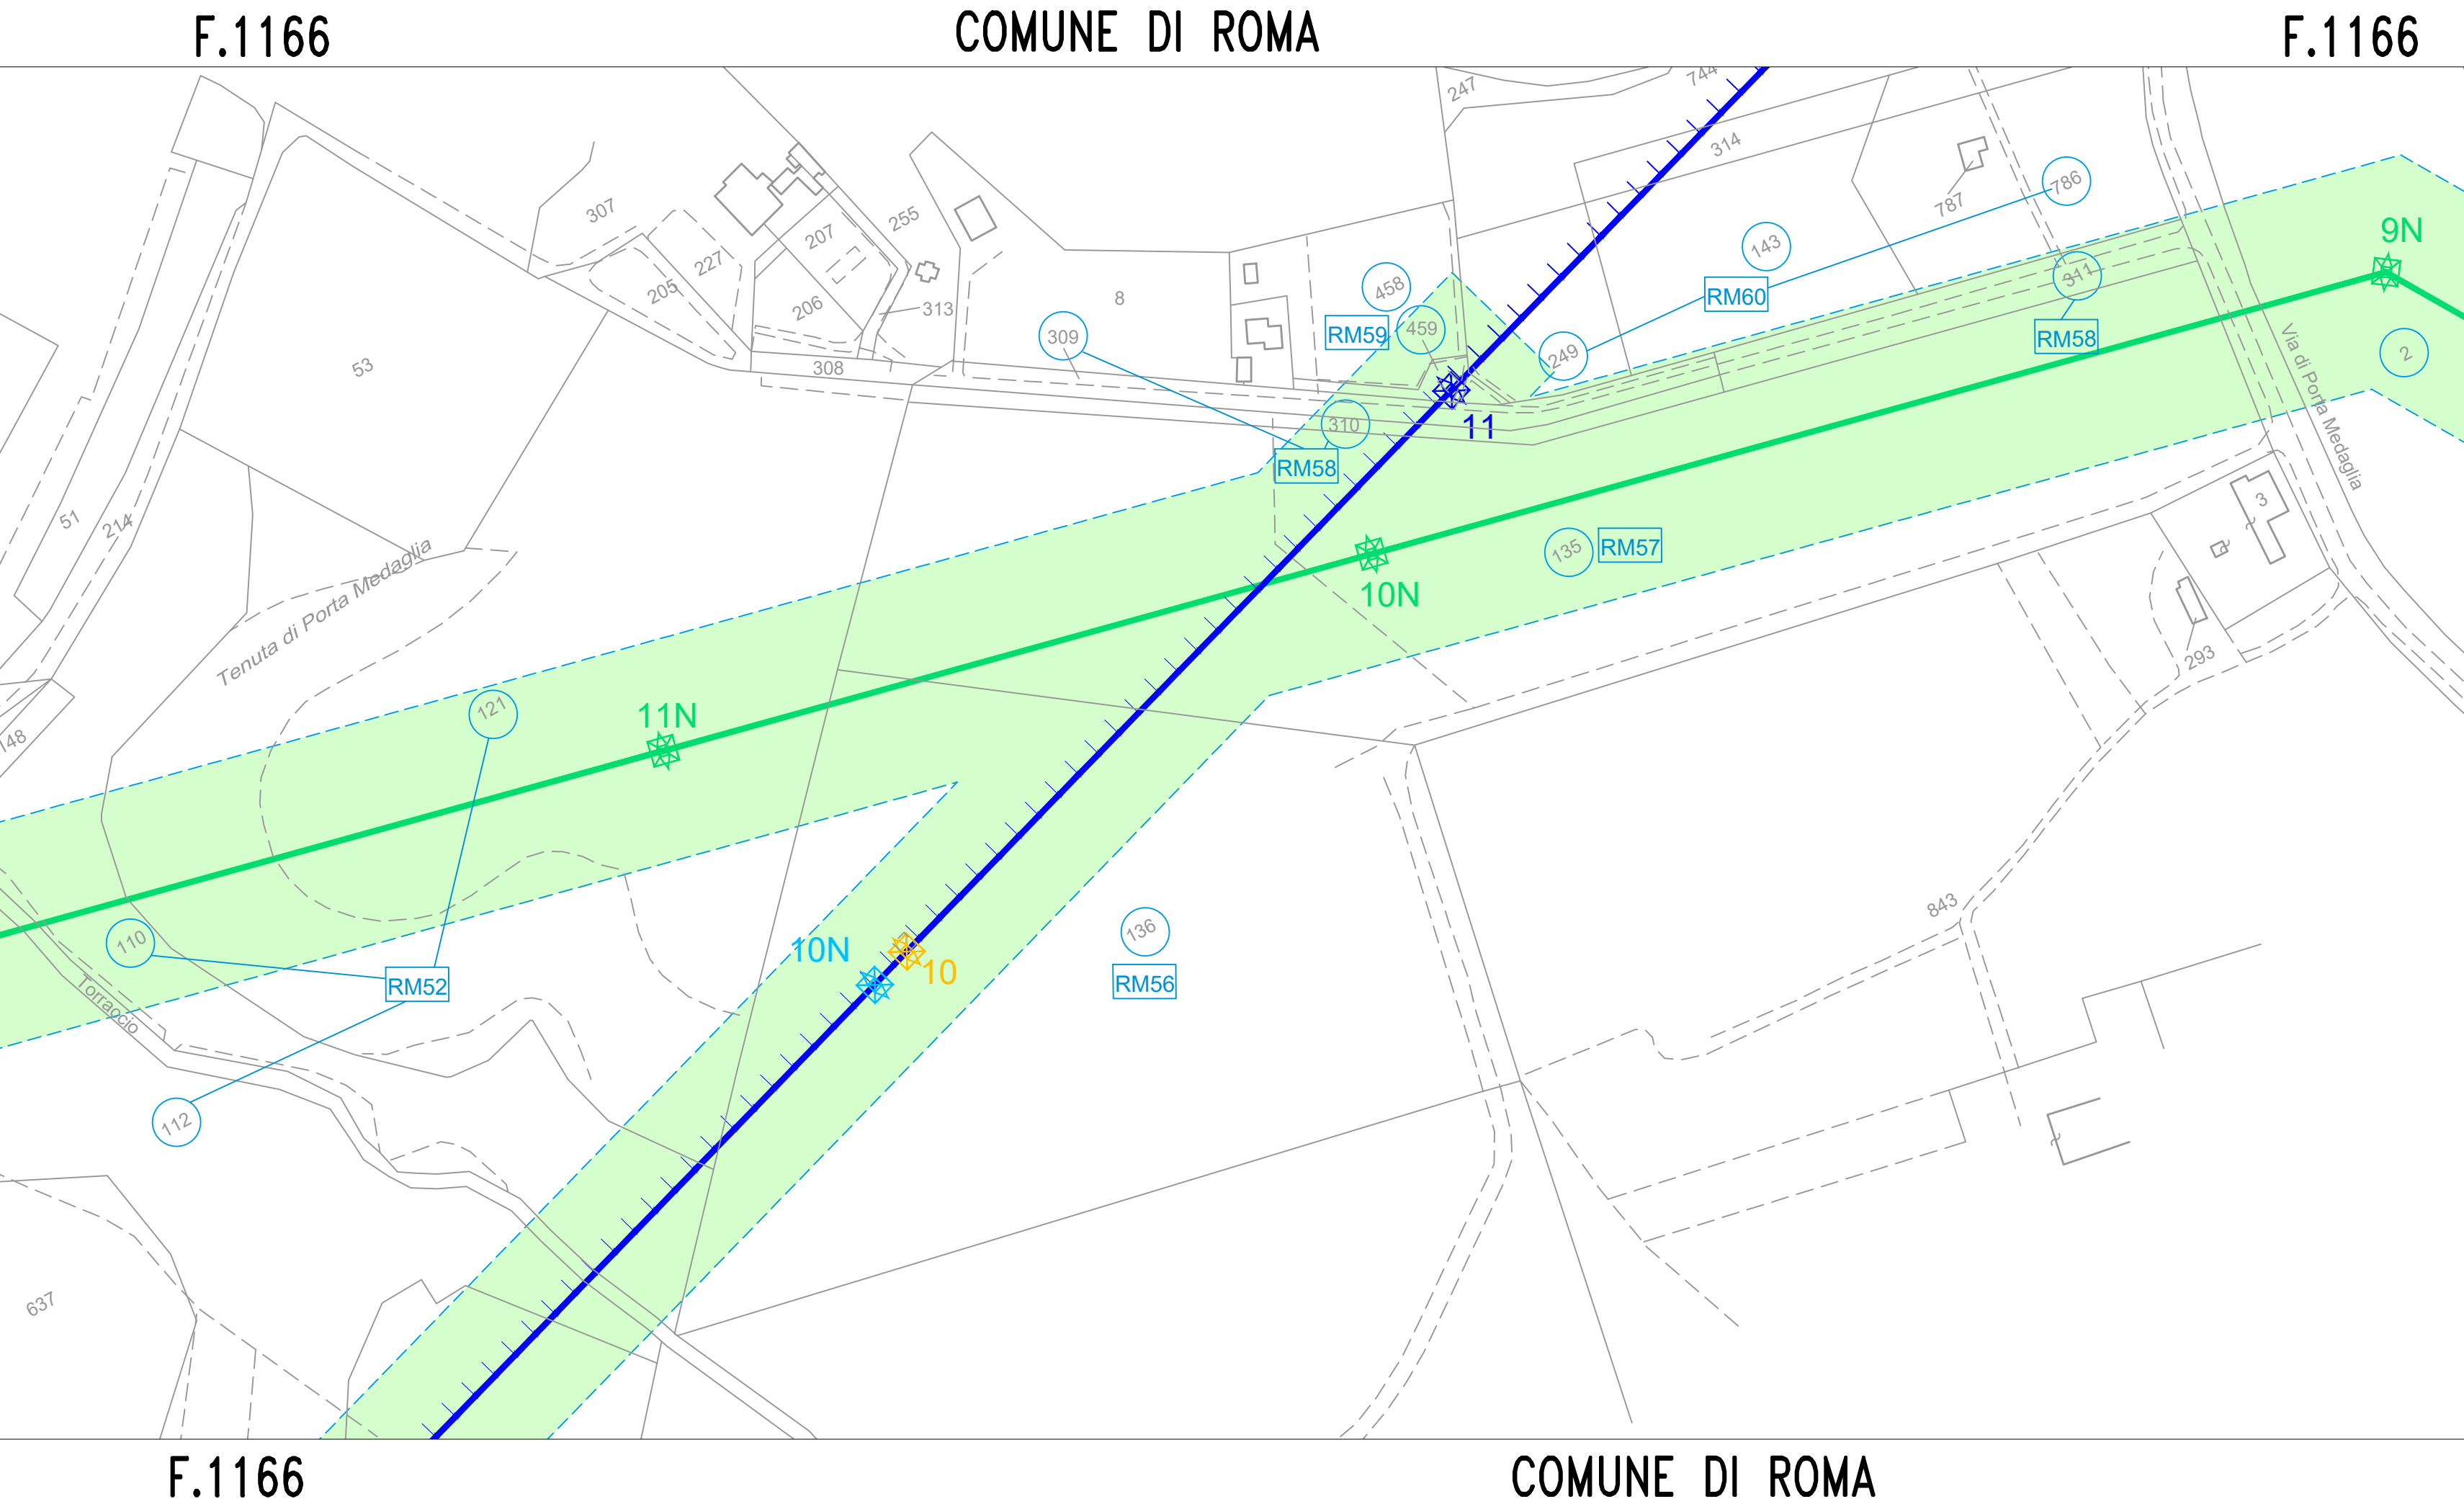 F.1166
COMUNE DI ROMA
F.1166
247
744
314
786
787
307
255
207
227
143
9N
205
206
313
8
458
311
RM60
309
RM59
459
RM58
2
53
308
249
Via di Porta Medaglia
310
11
RM58
51
214
3
Tenuta di Porta Medaglia
135
RM57
10N
293
121
11N
148
110
10N
10
136
843
RM52
RM56
Torraccio
112
637
F.1166
COMUNE DI ROMA